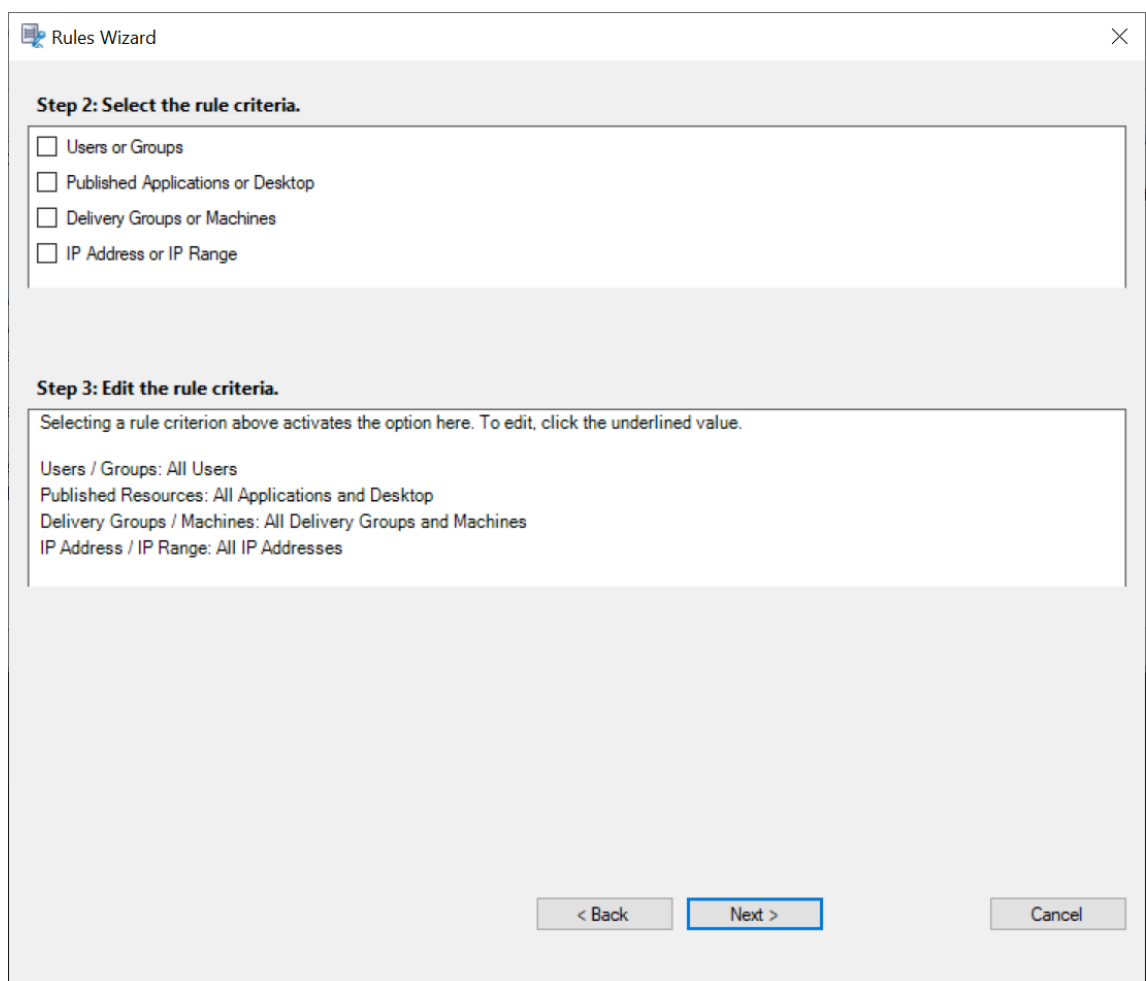 Rules Wizard
Step 2: Select the rule criteria.
Users or Groups
Published Applications or Desktop
Delivery Groups or Machines
IP Address or IP Range
Step 3: Edit the rule criteria.
Selecting a rule criterion above activates the option here. To edit, click the underlined value.
Users / Groups: All Users
Published Resources: All Applications and Desktop
Delivery Groups / Machines: All Delivery Groups and Machines
IP Address / IP Range: All IP Addresses
< Back
Next >
Cancel